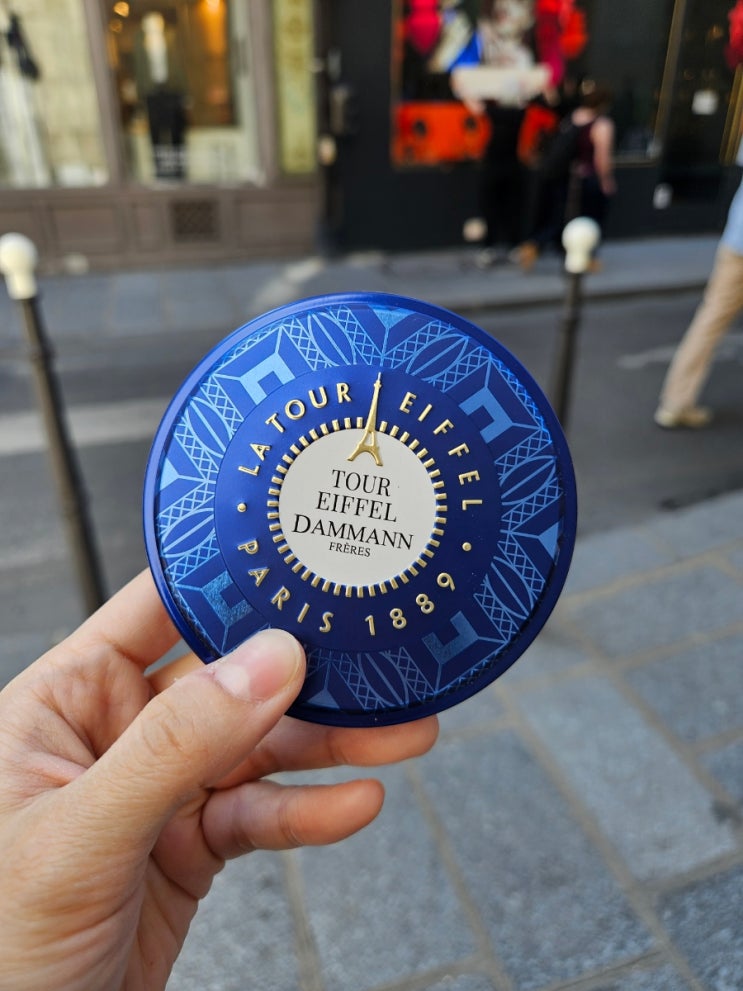 LA TOUR EIFFEL
TOUR
EIFFEL
DAMMANN
FRÈRES
• PARIS 1889 •